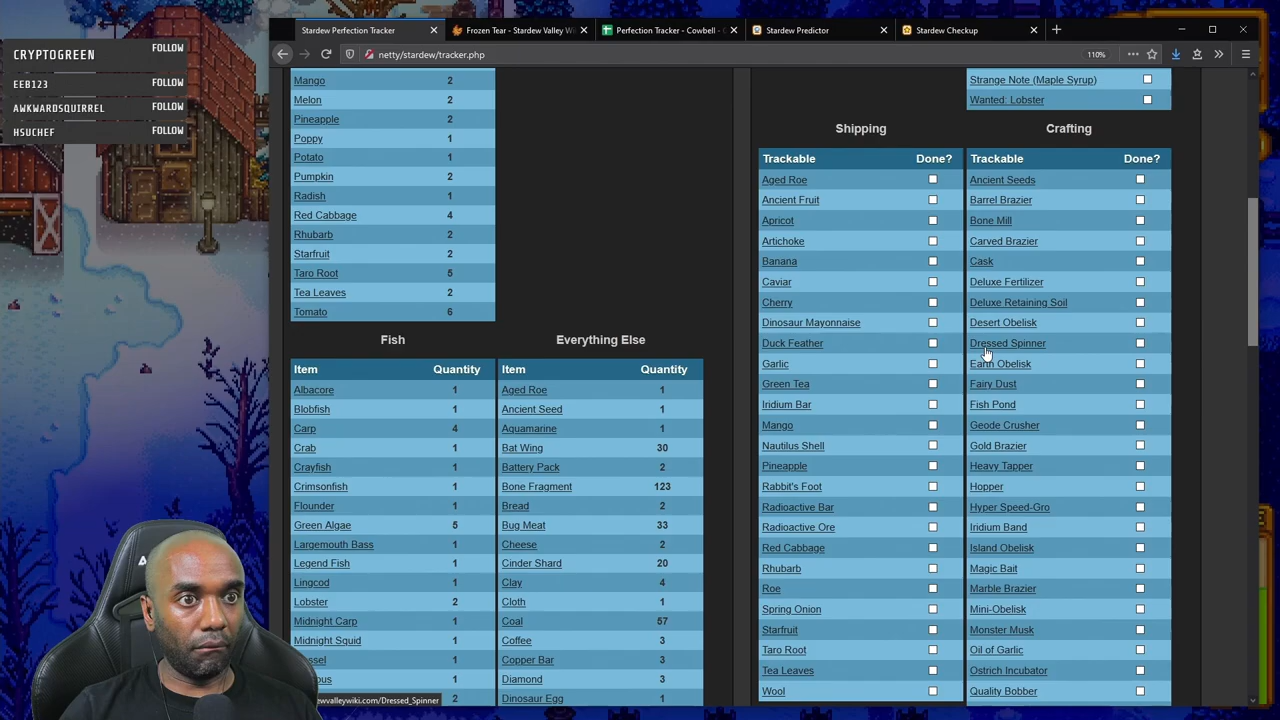 CRYPTOGREEN FOLLOW
EEB123 FOLLOW
AWKWARDSQUIRREL FOLLOW
HSUCHEF FOLLOW
Stardew Perfection Tracker
Frozen Tear - Stardew Valley Wi
Perfection Tracker - Cowbell - G
Stardew Predictor
Stardew Checkup
netty/stardew/tracker.php
110%
Mango 2
Melon 2
Pineapple 2
Poppy 1
Potato 1
Pumpkin 2
Radish 1
Red Cabbage 4
Rhubarb 2
Starfruit 2
Taro Root 5
Tea Leaves 2
Tomato 6
Fish
Item Quantity
Albacore 1
Blobfish 1
Carp 4
Crab 1
Crayfish 1
Crimsonfish 1
Flounder 1
Green Algae 5
Largemouth Bass 1
Legend Fish 1
Lingcod 1
Lobster 2
Midnight Carp 1
Midnight Squid 1
1
1
2
Everything Else
Item Quantity
Aged Roe 1
Ancient Seed 1
Aquamarine 1
Bat Wing 30
Battery Pack 2
Bone Fragment 123
Bread 2
Bug Meat 33
Cheese 2
Cinder Shard 20
Clay 4
Cloth 1
Coal 57
Coffee 3
Copper Bar 3
Diamond 3
Dinosaur Egg 1
Strange Note (Maple Syrup)
Wanted: Lobster
Shipping
Trackable Done?
Aged Roe
Ancient Fruit
Apricot
Artichoke
Banana
Caviar
Cherry
Dinosaur Mayonnaise
Duck Feather
Garlic
Green Tea
Iridium Bar
Mango
Nautilus Shell
Pineapple
Rabbit's Foot
Radioactive Bar
Radioactive Ore
Red Cabbage
Rhubarb
Roe
Spring Onion
Starfruit
Taro Root
Tea Leaves
Wool
Crafting
Trackable Done?
Ancient Seeds
Barrel Brazier
Bone Mill
Carved Brazier
Cask
Deluxe Fertilizer
Deluxe Retaining Soil
Desert Obelisk
Dressed Spinner
Earth Obelisk
Fairy Dust
Fish Pond
Geode Crusher
Gold Brazier
Heavy Tapper
Hopper
Hyper Speed-Gro
Iridium Band
Island Obelisk
Magic Bait
Marble Brazier
Mini-Obelisk
Monster Musk
Oil of Garlic
Ostrich Incubator
Quality Bobber
ewvalleywiki.com/Dressed_Spinner